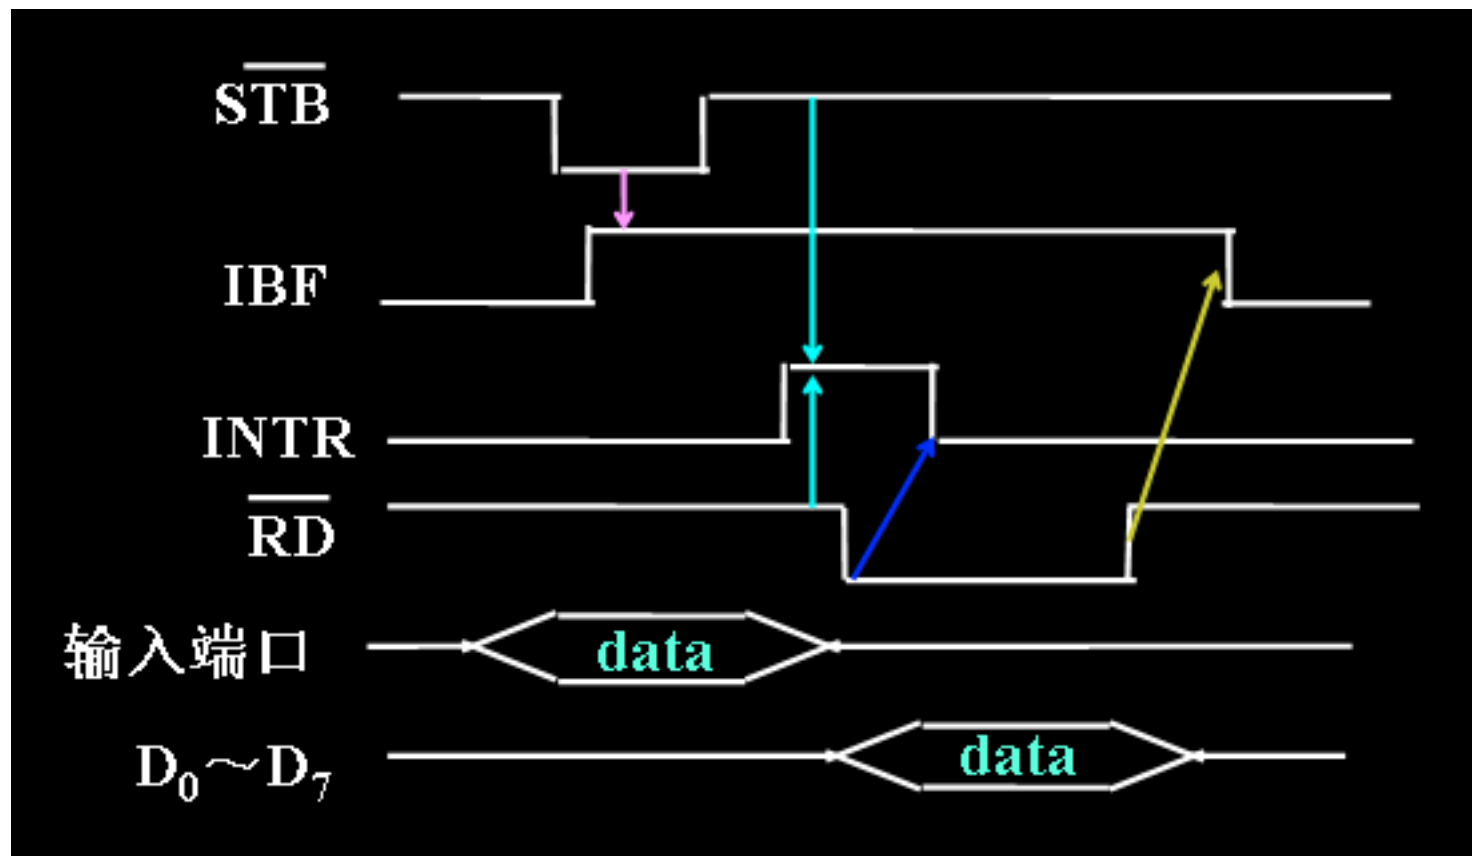 STB
IBF
INTR
RD
输入端口 data
D0～D7 data